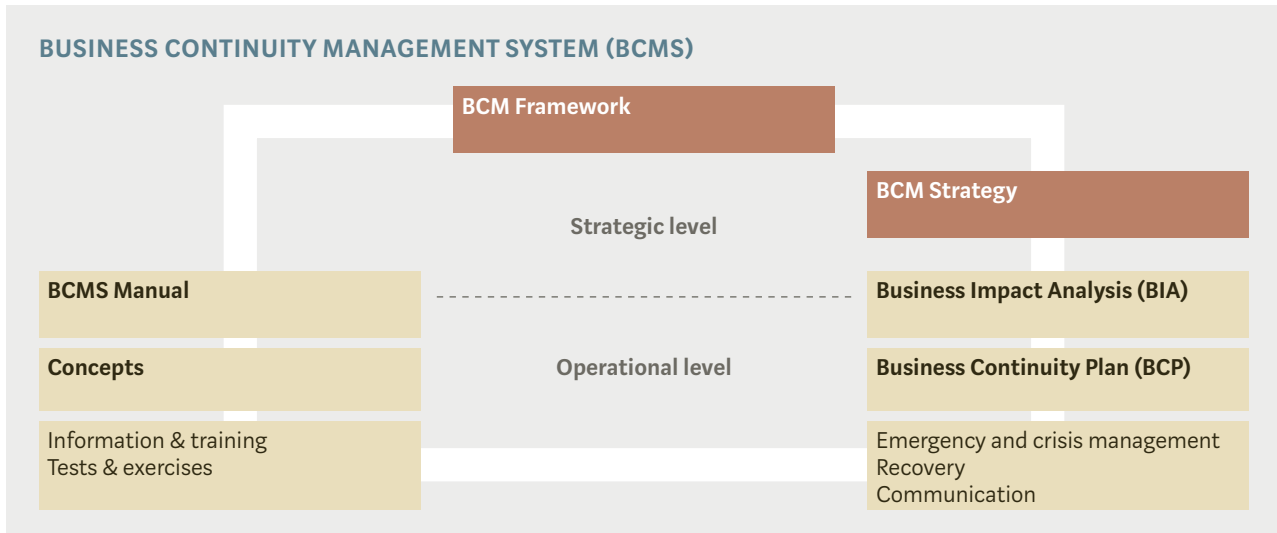 BUSINESS CONTINUITY MANAGEMENT SYSTEM (BCMS)
BCM Framework
BCM Strategy
Strategic level
BCMS Manual
Business Impact Analysis (BIA)
Concepts
Operational level
Business Continuity Plan (BCP)
Information & training
Tests & exercises
Emergency and crisis management
Recovery
Communication